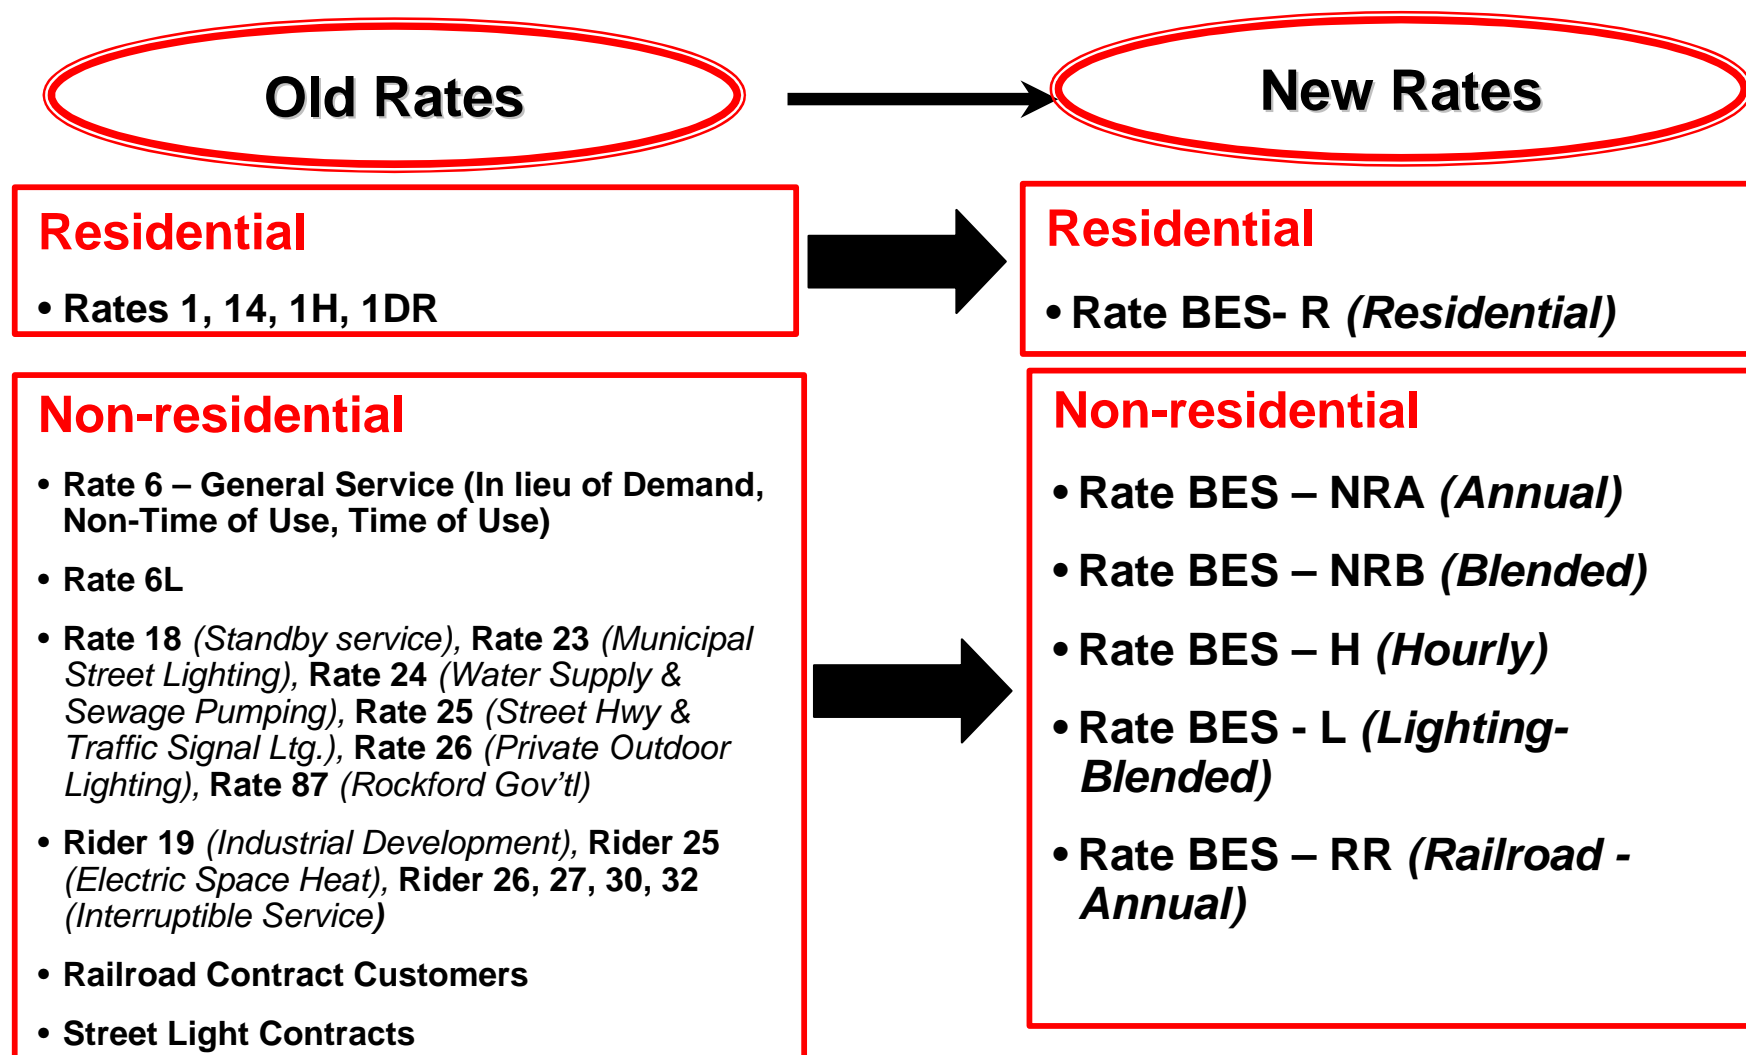 Old Rates
New Rates
Residential
• Rates 1, 14, 1H, 1DR
Residential
• Rate BES- R (Residential)
Non-residential
• Rate 6 – General Service (In lieu of Demand,
Non-Time of Use, Time of Use)
• Rate 6L
• Rate 18 (Standby service), Rate 23 (Municipal
Street Lighting), Rate 24 (Water Supply &
Sewage Pumping), Rate 25 (Street Hwy &
Traffic Signal Ltg.), Rate 26 (Private Outdoor
Lighting), Rate 87 (Rockford Gov’tl)
• Rider 19 (Industrial Development), Rider 25
(Electric Space Heat), Rider 26, 27, 30, 32
(Interruptible Service)
• Railroad Contract Customers
• Street Light Contracts
Non-residential
• Rate BES – NRA (Annual)
• Rate BES – NRB (Blended)
• Rate BES – H (Hourly)
• Rate BES - L (Lighting-
Blended)
• Rate BES – RR (Railroad -
Annual)